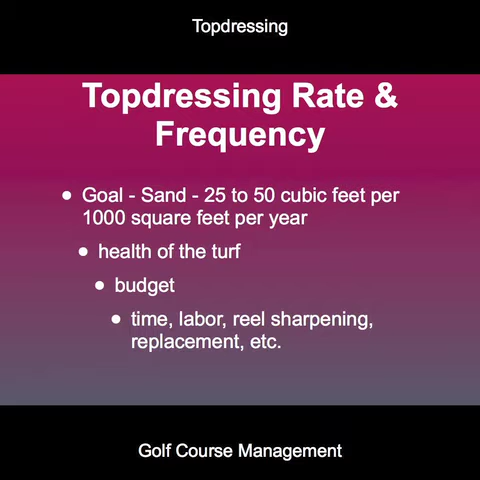 Topdressing
Topdressing Rate &
Frequency
• Goal - Sand - 25 to 50 cubic feet per
1000 square feet per year
• health of the turf
• budget
• time, labor, reel sharpening,
replacement, etc.
Golf Course Management